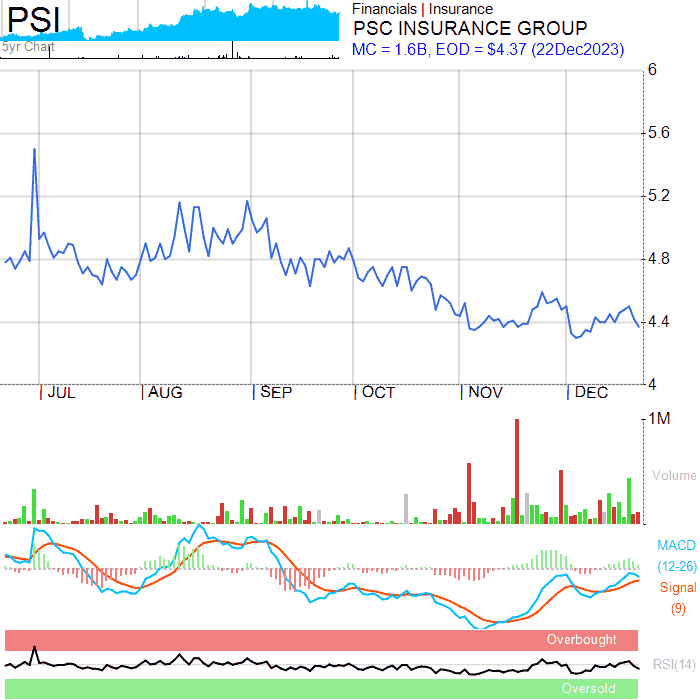 PSI
5yr Chart
Financials | Insurance
PSC INSURANCE GROUP
MC = 1.6B, EOD = $4.37 (22Dec2023)
6
5.6
5.2
4.8
4.4
4
JUL AUG SEP OCT NOV DEC
1M
Volume
MACD
(12-26)
Signal
(9)
Overbought
RSI(14)
Oversold